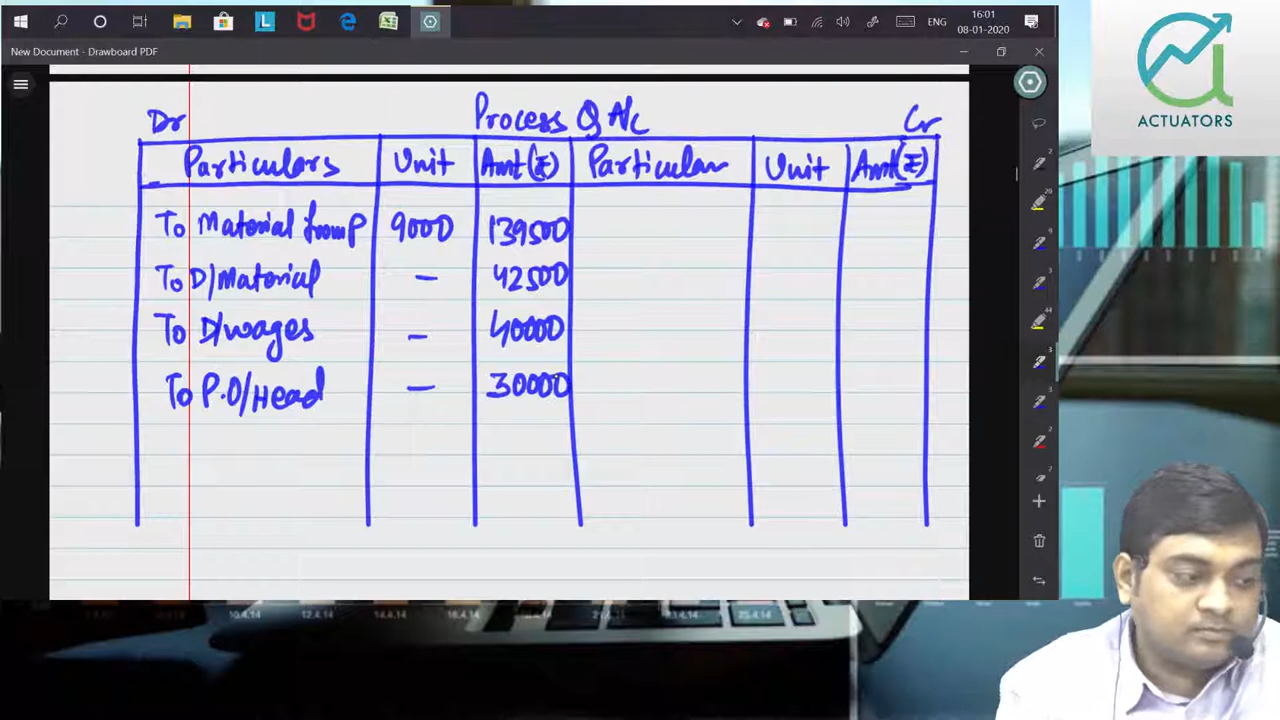 16:01
ENG
08-01-2020
New Document - Drawboard PDF
ACTUATORS
Dr Process Q A/c Cr
Particulars Unit Amt(₹) Particular Unit Amt(₹)
To Material from P 9000 139500
To D/Material - 42500
To D/wages - 40000
To P.O/Head - 30000